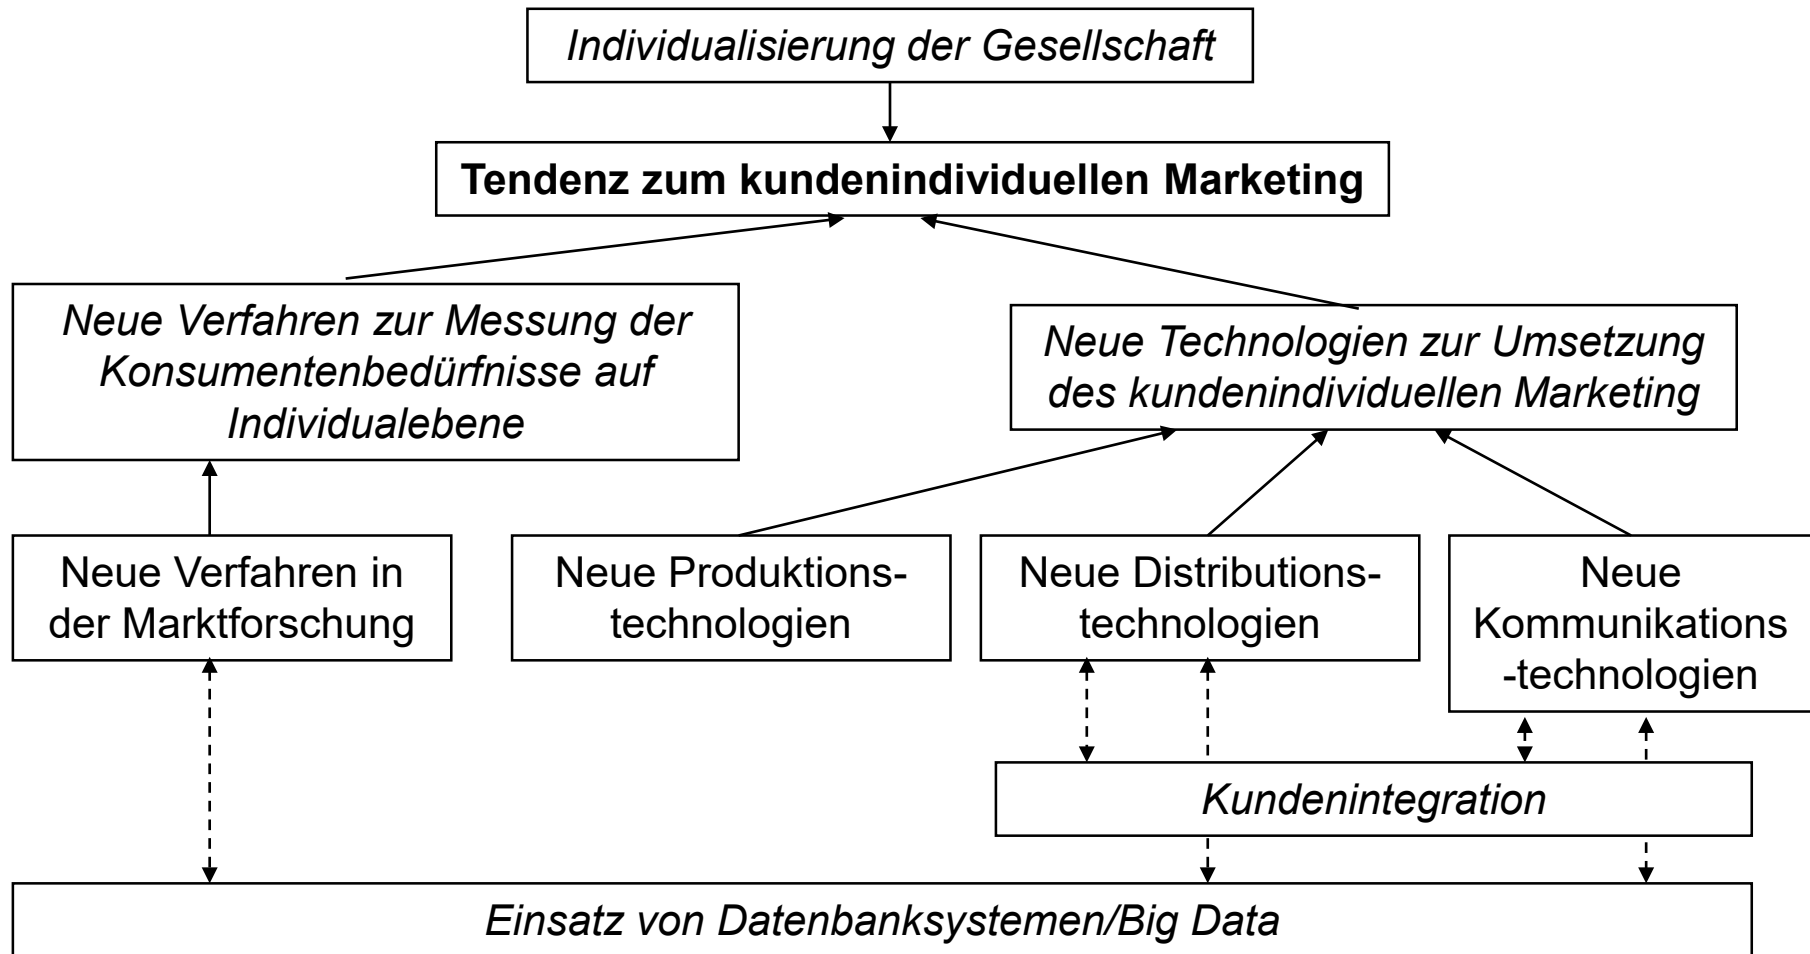 Individualisierung der Gesellschaft
Tendenz zum kundenindividuellen Marketing
Neue Verfahren zur Messung der
Konsumentenbedürfnisse auf
Individualebene
Neue Technologien zur Umsetzung
des kundenindividuellen Marketing
Neue Verfahren in
der Marktforschung
Neue Produktions-
technologien
Neue Distributions-
technologien
Neue
Kommunikations
-technologien
Kundenintegration
Einsatz von Datenbanksystemen/Big Data